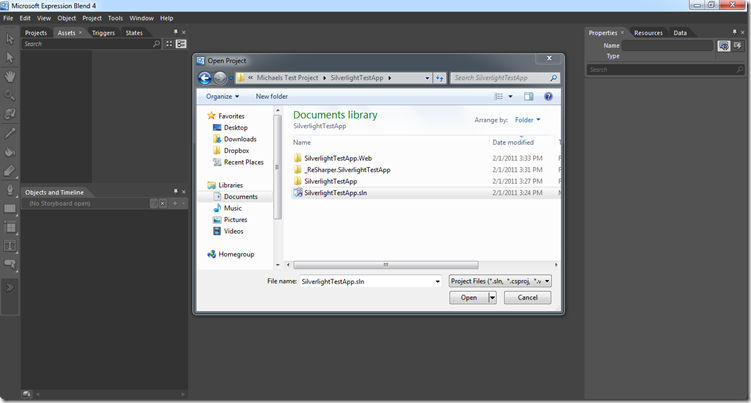 Microsoft Expression Blend 4
File Edit View Object Project Tools Window Help
Projects Assets × Triggers States
Search
Properties × Resources Data
Name
Type
Search
Open Project
« Michaels Test Project ▸ SilverlightTestApp ▸
Search SilverlightTestApp
Organize New folder
Favorites
Desktop
Downloads
Dropbox
Recent Places
Libraries
Documents
Music
Pictures
Videos
Homegroup
Documents library
SilverlightTestApp
Arrange by: Folder
Name Date modified T
SilverlightTestApp.Web 2/1/2011 3:33 PM F
_ReSharper.SilverlightTestApp 2/1/2011 3:31 PM F
SilverlightTestApp 2/1/2011 3:27 PM F
SilverlightTestApp.sln 2/1/2011 3:24 PM
Objects and Timeline
(No Storyboard open)
File name: SilverlightTestApp.sln
Project Files (*.sln, *.csproj, *.v
Open Cancel